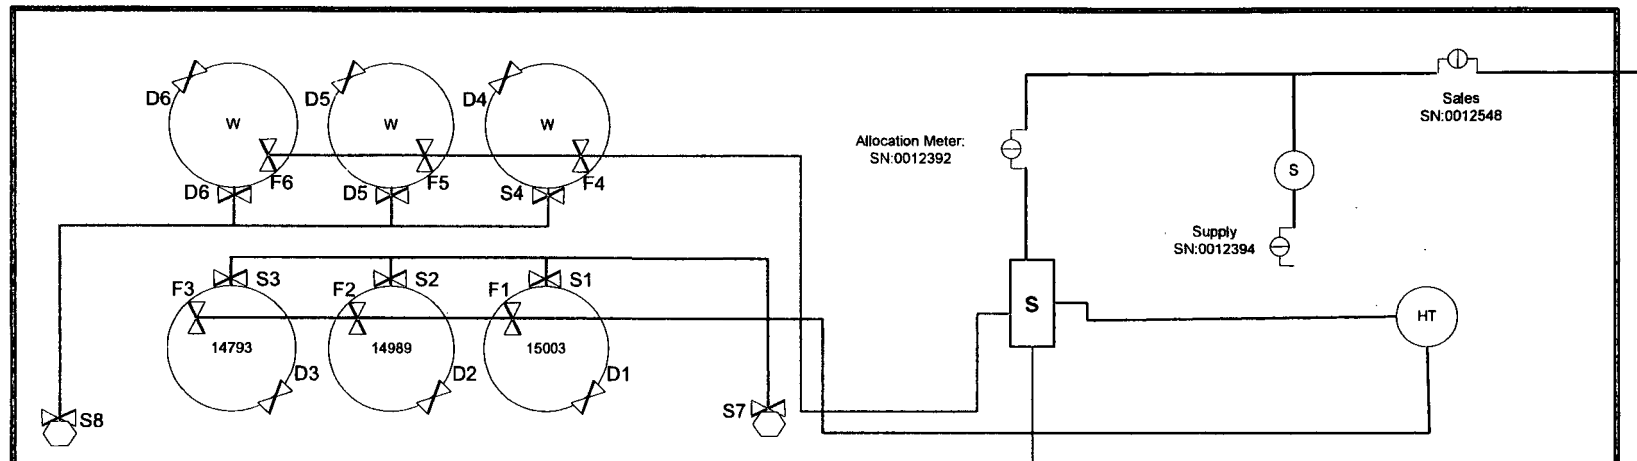 D6
D5
D4
W
W
W
F6
F5
F4
D6
D5
S4
Allocation Meter:
SN:0012392
Sales
SN:0012548
S
Supply
SN:0012394
S3
S2
S1
F3
F2
F1
14793
14989
15003
D3
D2
D1
S
HT
S8
S7